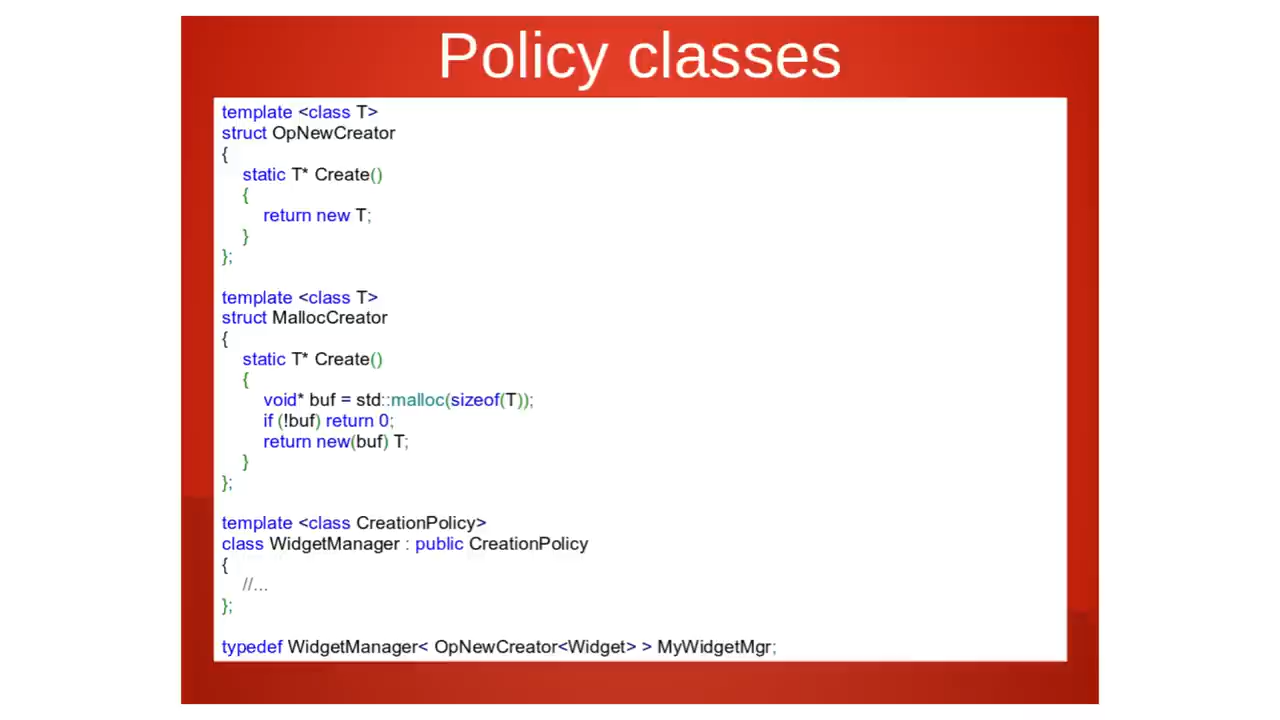 Policy classes
template <class T>
struct OpNewCreator
{
static T* Create()
{
return new T;
}
};
template <class T>
struct MallocCreator
{
static T* Create()
{
void* buf = std::malloc(sizeof(T));
if (!buf) return 0;
return new(buf) T;
}
};
template <class CreationPolicy>
class WidgetManager : public CreationPolicy
{
//...
};
typedef WidgetManager< OpNewCreator<Widget> > MyWidgetMgr;